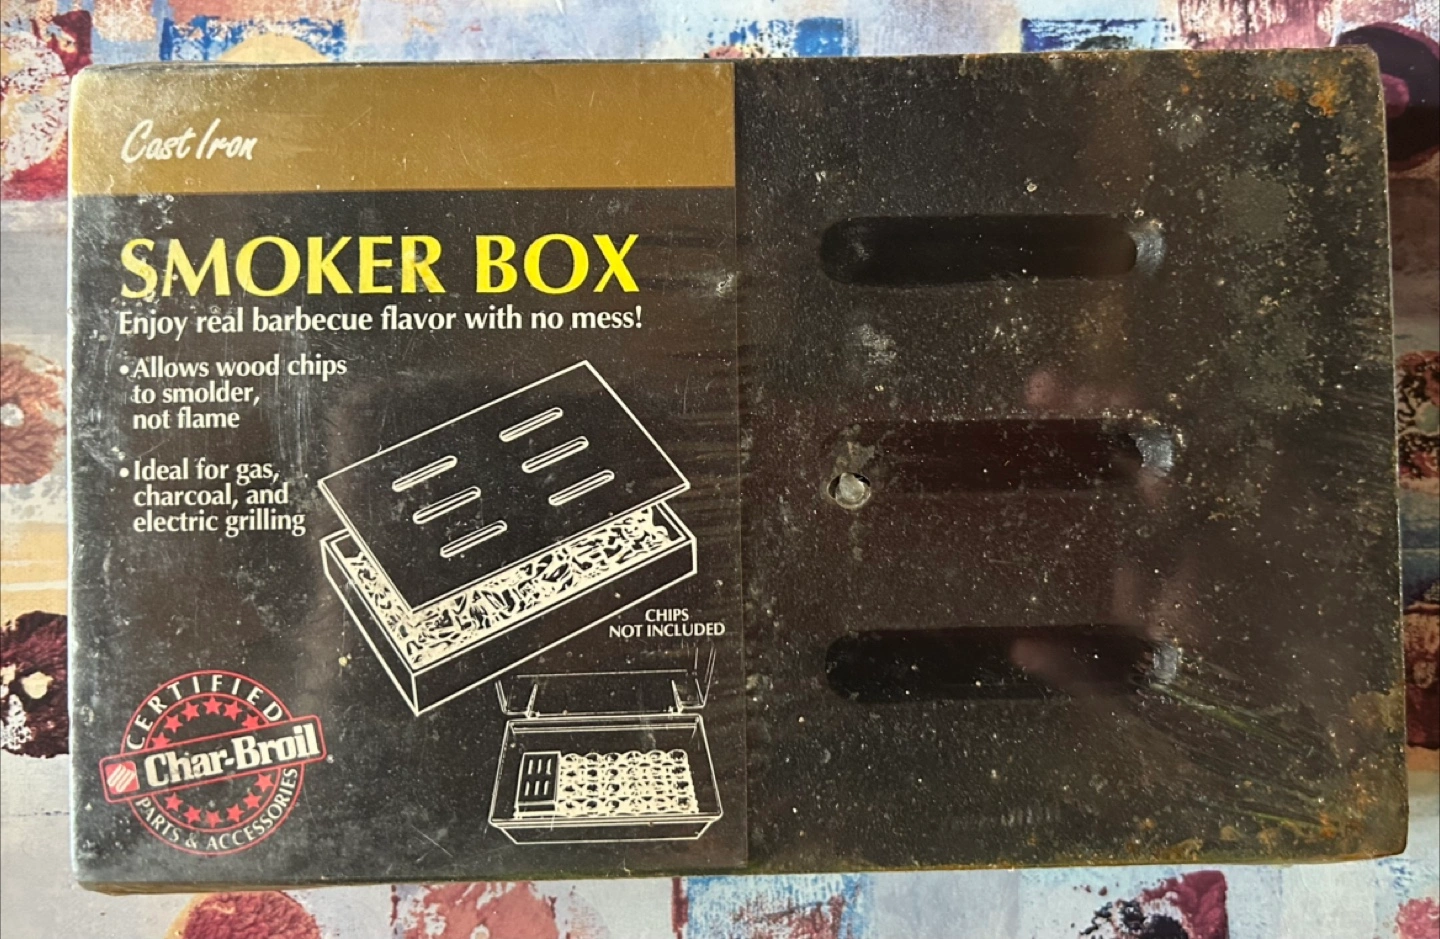 Cast Iron
SMOKER BOX
Enjoy real barbecue flavor with no mess!
•Allows wood chips
to smolder,
not flame
•Ideal for gas,
charcoal, and
electric grilling
CHIPS
NOT INCLUDED
CERTIFIED
Char-Broil®
PARTS & ACCESSORIES